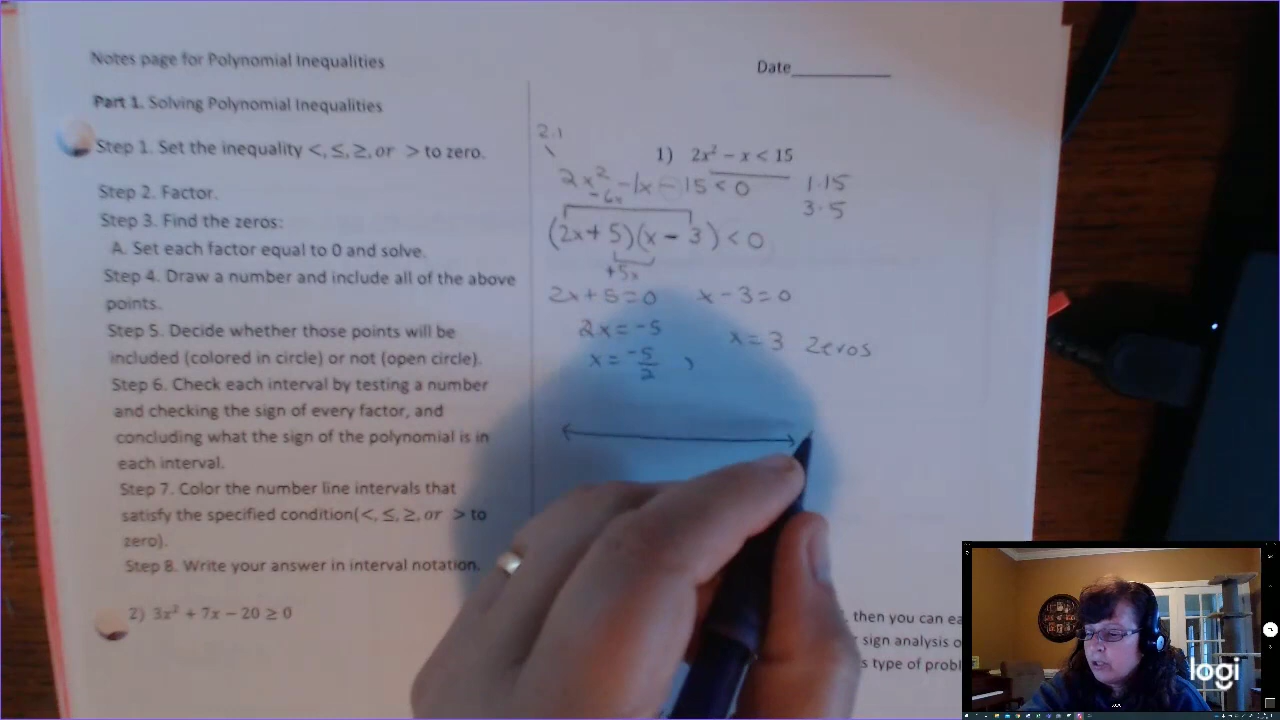 Notes page for Polynomial Inequalities
Date__________
Part 1. Solving Polynomial Inequalities
Step 1. Set the inequality <, ≤, ≥, or > to zero.
Step 2. Factor.
Step 3. Find the zeros:
A. Set each factor equal to 0 and solve.
Step 4. Draw a number and include all of the above
points.
Step 5. Decide whether those points will be
included (colored in circle) or not (open circle).
Step 6. Check each interval by testing a number
and checking the sign of every factor, and
concluding what the sign of the polynomial is in
each interval.
Step 7. Color the number line intervals that
satisfy the specified condition(<, ≤, ≥, or > to
zero).
Step 8. Write your answer in interval notation.
2) 3x² + 7x − 20 ≥ 0
2·1
1) 2x² − x < 15
2x² − 1x − 15 < 0
1·15
−6x
3·5
(2x + 5)(x − 3) < 0
+5x
2x + 5 = 0 x − 3 = 0
2x = −5
x = 3 zeros
x = −5/2 ,
then you can
sign analysis
type of
logi